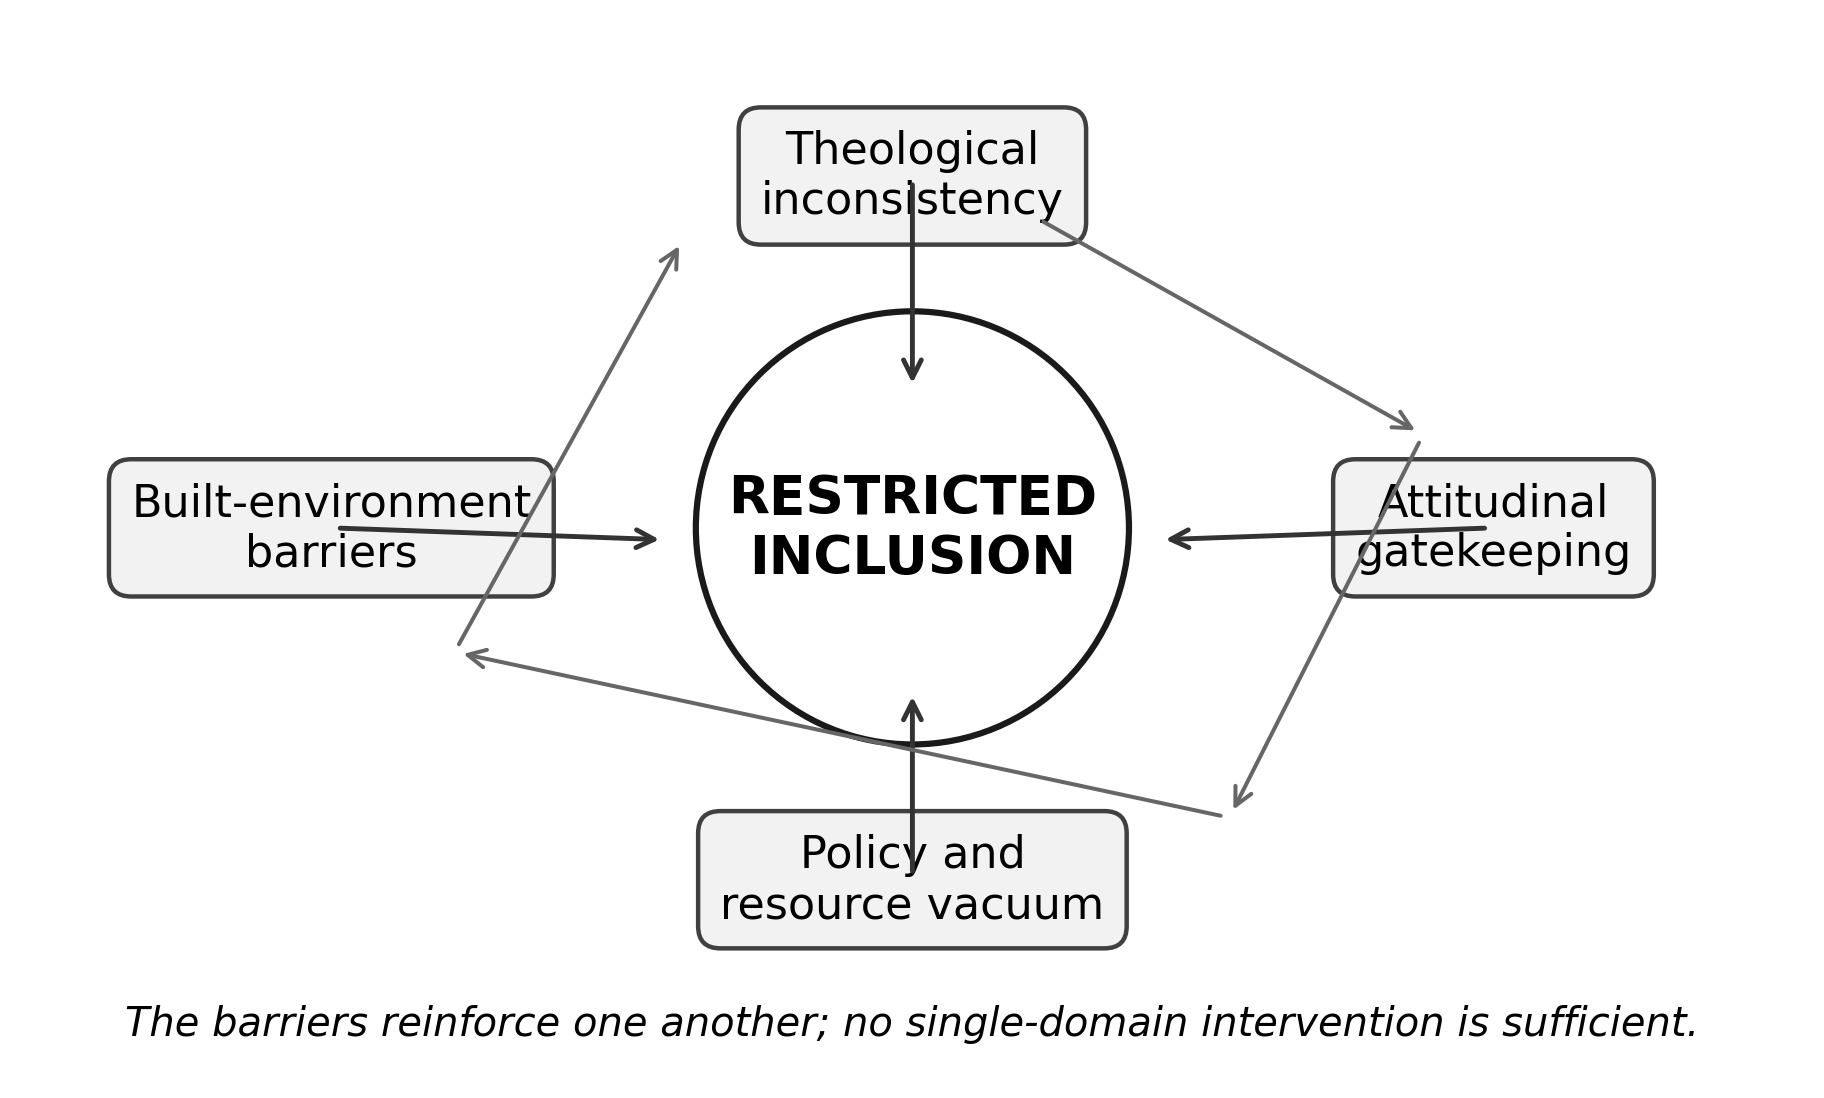 Theological
inconsistency
Built-environment
barriers
RESTRICTED
INCLUSION
Attitudinal
gatekeeping
Policy and
resource vacuum
The barriers reinforce one another; no single-domain intervention is sufficient.